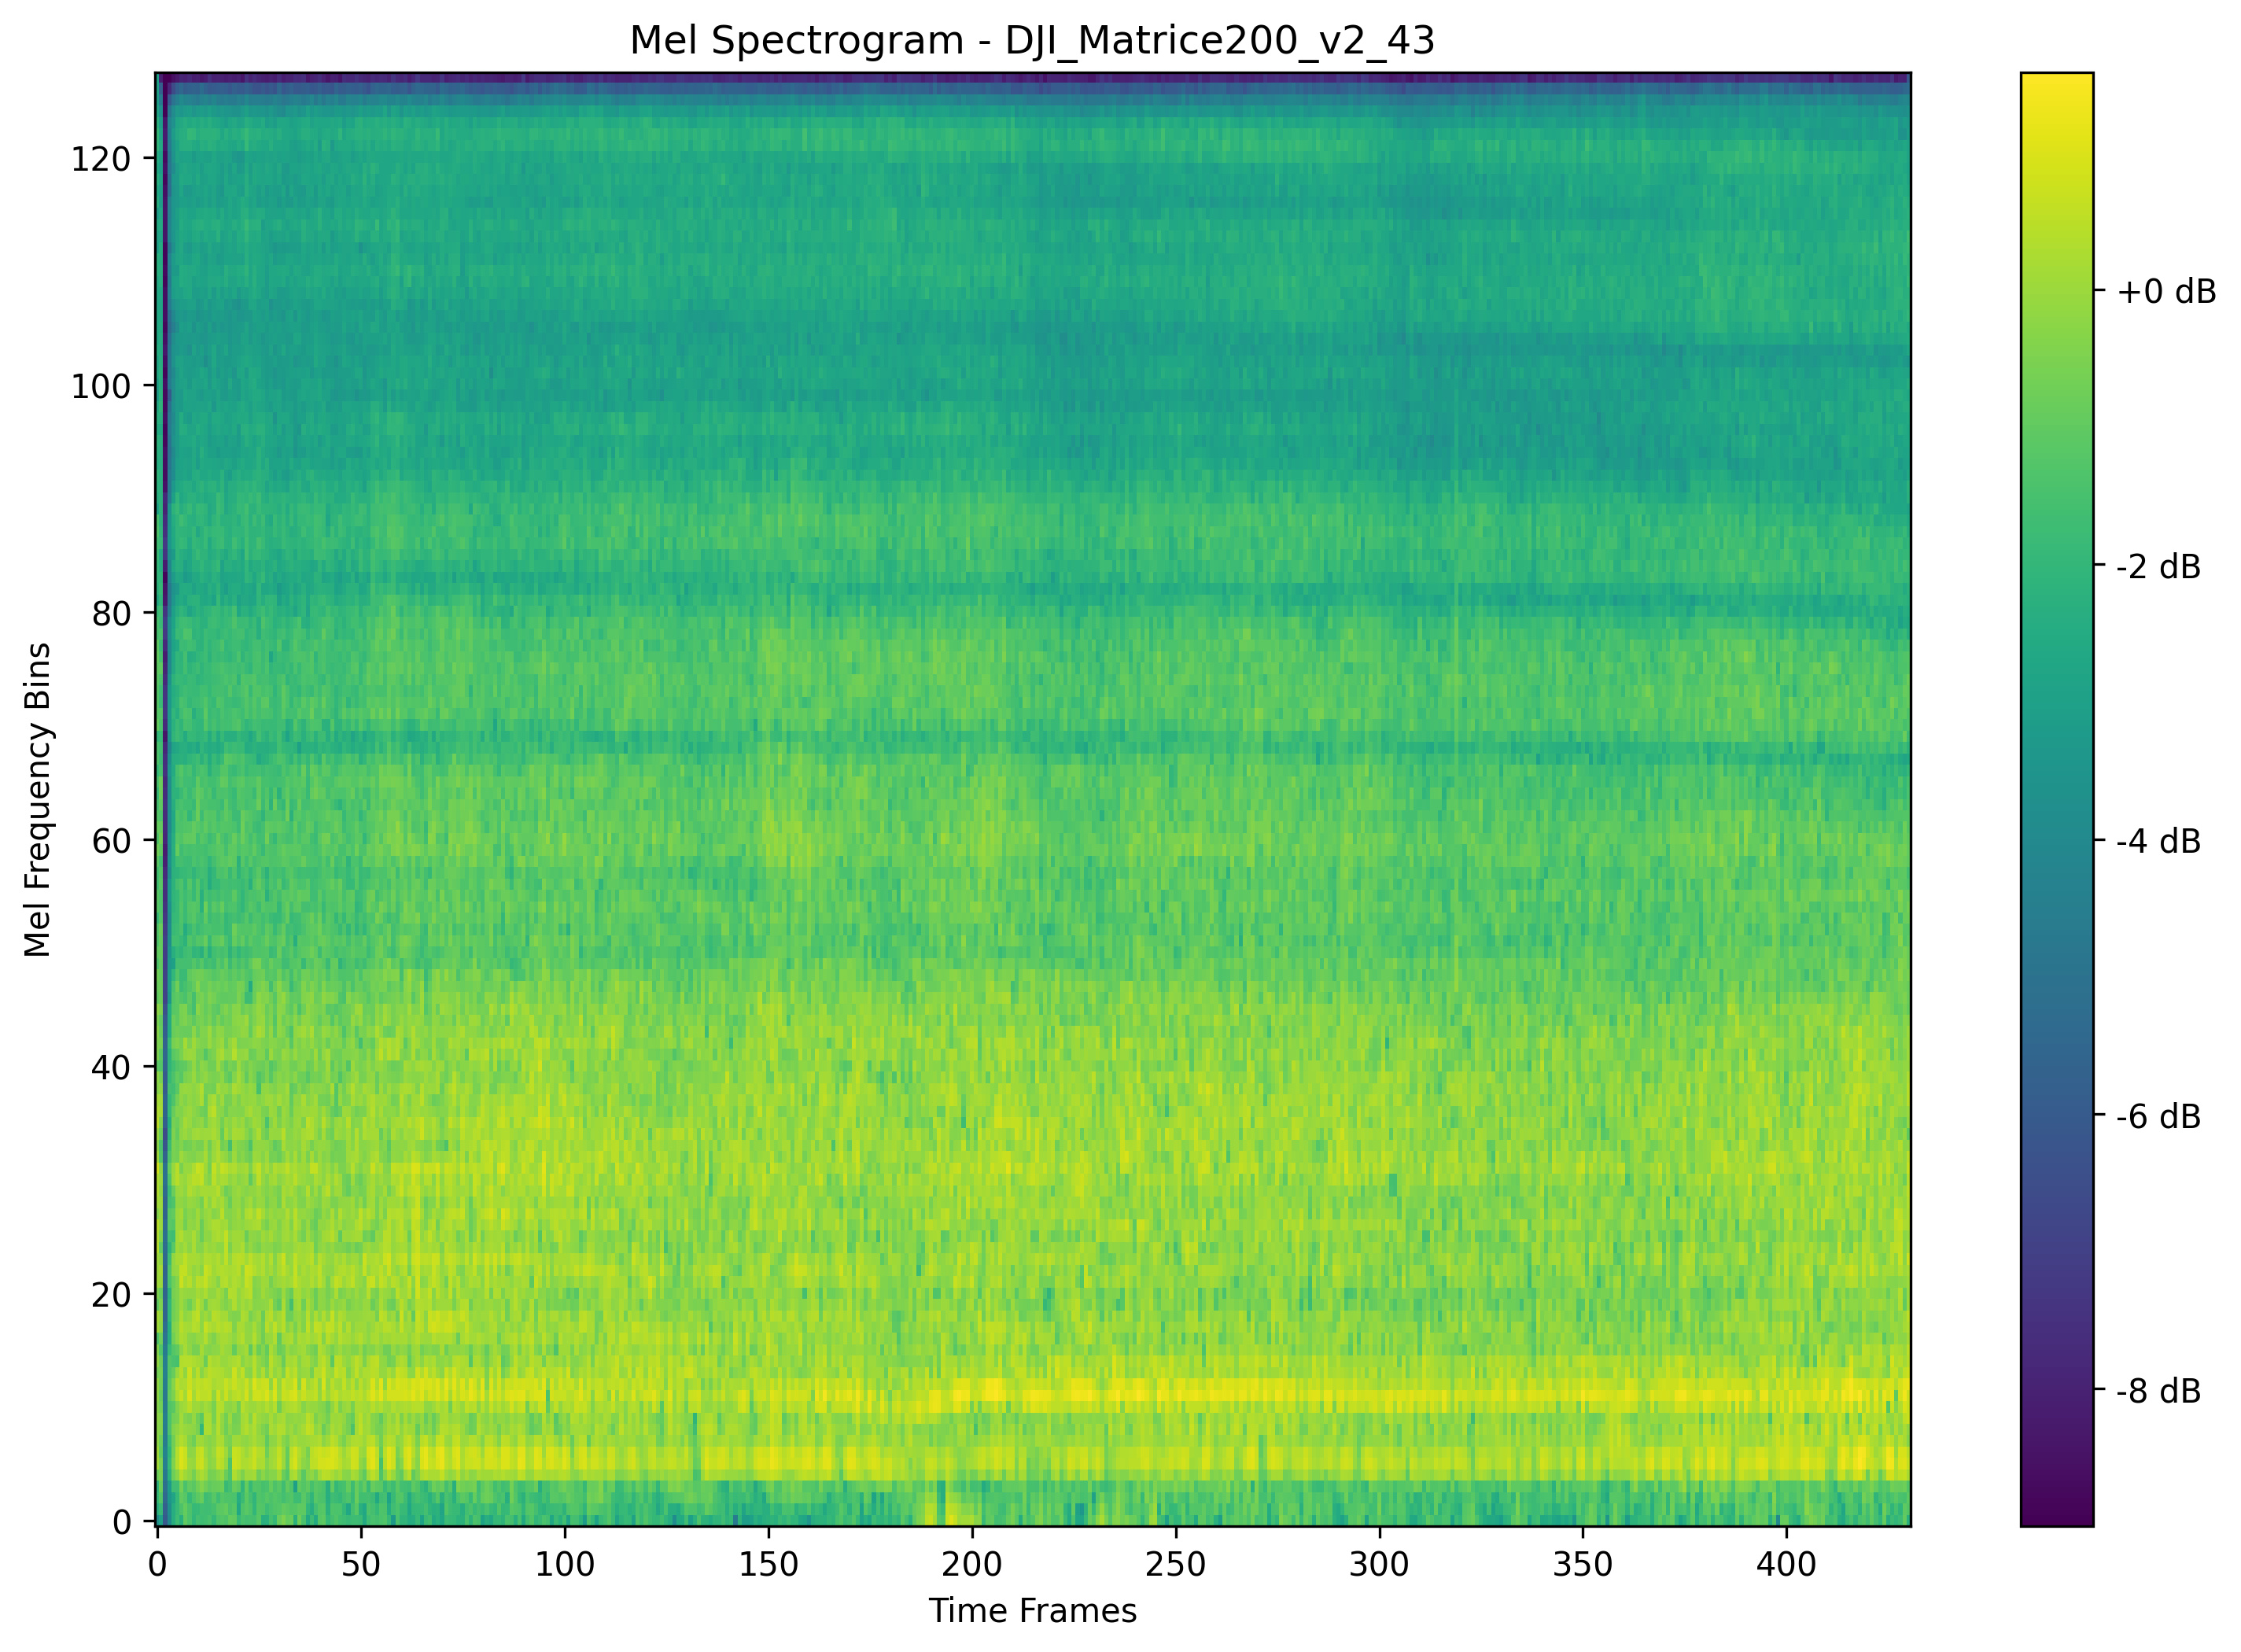 Mel Spectrogram - DJI_Matrice200_v2_43
Mel Frequency Bins
120
100
80
60
40
20
0
0 50 100 150 200 250 300 350 400
Time Frames
+0 dB
-2 dB
-4 dB
-6 dB
-8 dB